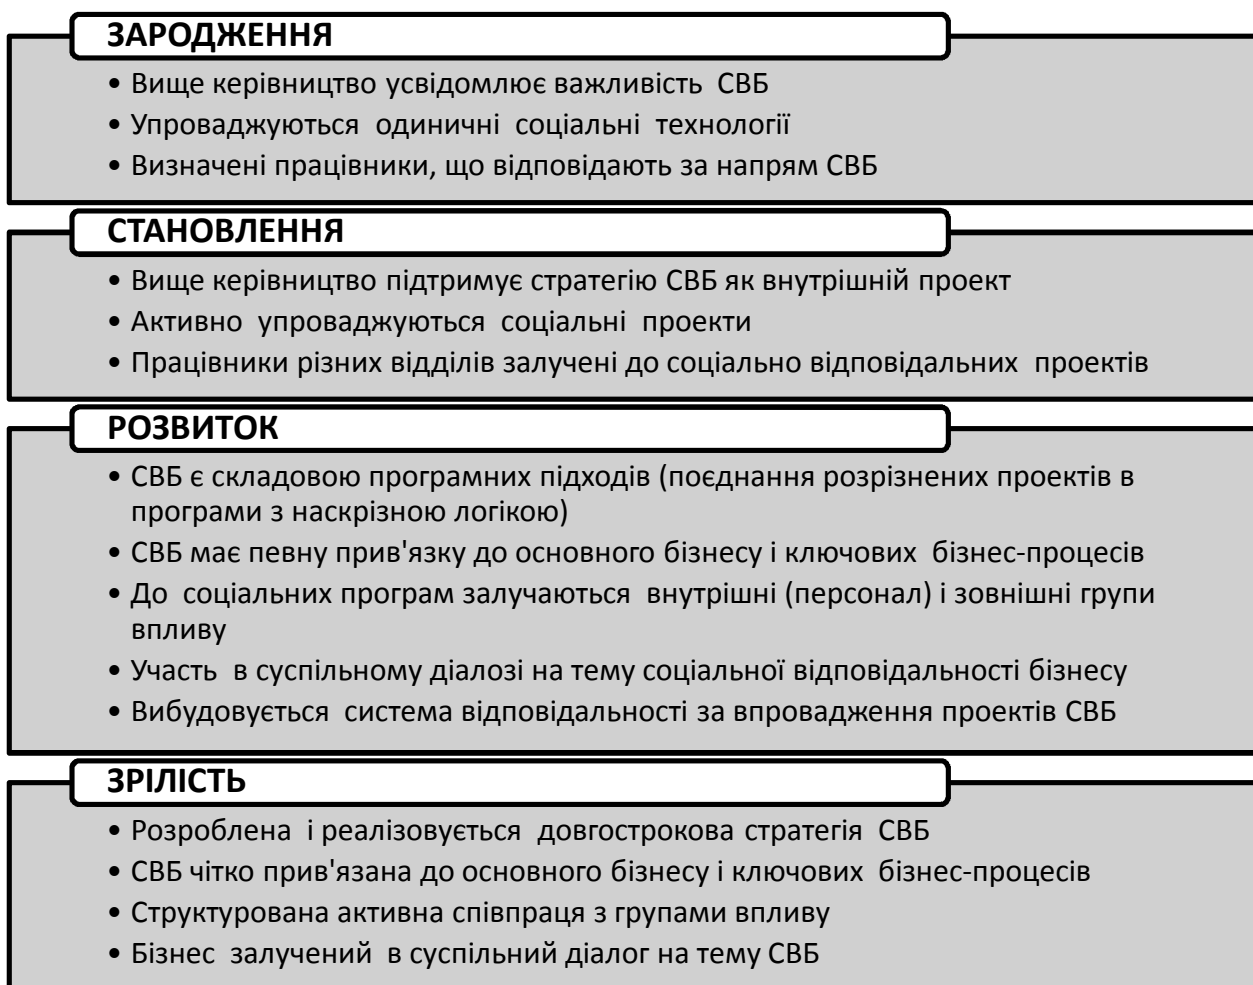 ЗАРОДЖЕННЯ
• Вище керівництво усвідомлює важливість СВБ
• Упроваджуються одиничні соціальні технології
• Визначені працівники, що відповідають за напрям СВБ
СТАНОВЛЕННЯ
• Вище керівництво підтримує стратегію СВБ як внутрішній проект
• Активно упроваджуються соціальні проекти
• Працівники різних відділів залучені до соціально відповідальних проектів
РОЗВИТОК
• СВБ є складовою програмних підходів (поєднання розрізнених проектів в
програми з наскрізною логікою)
• СВБ має певну прив'язку до основного бізнесу і ключових бізнес-процесів
• До соціальних програм залучаються внутрішні (персонал) і зовнішні групи
впливу
• Участь в суспільному діалозі на тему соціальної відповідальності бізнесу
• Вибудовується система відповідальності за впровадження проектів СВБ
ЗРІЛІСТЬ
• Розроблена і реалізовується довгострокова стратегія СВБ
• СВБ чітко прив'язана до основного бізнесу і ключових бізнес-процесів
• Структурована активна співпраця з групами впливу
• Бізнес залучений в суспільний діалог на тему СВБ